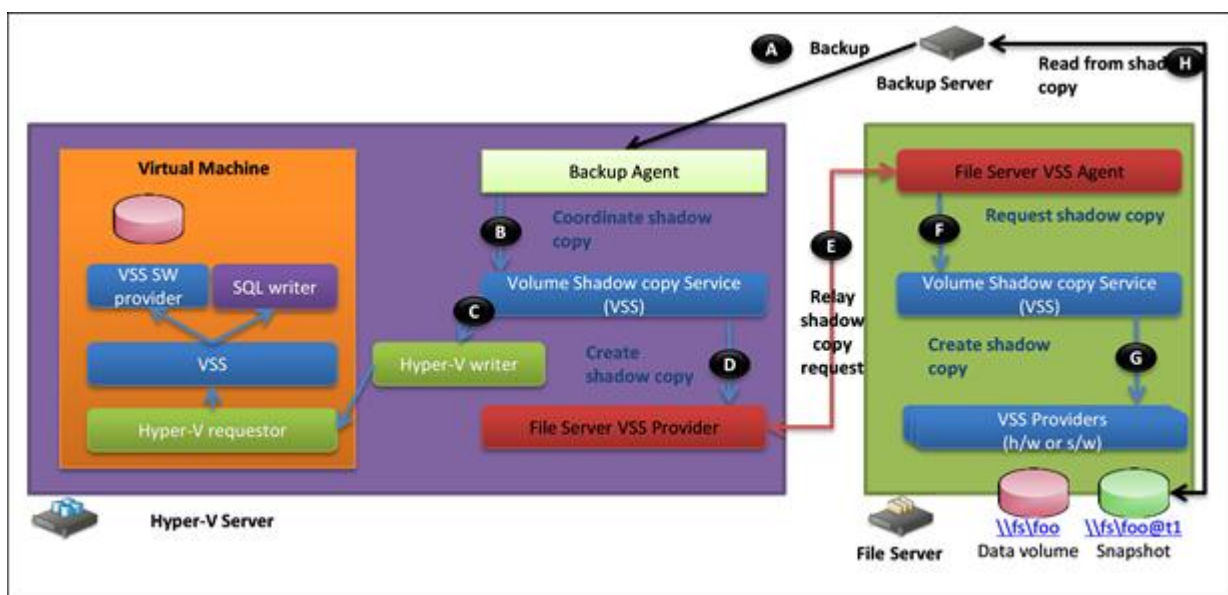 A
Backup
Backup Server
H
Read from shad
copy
Virtual Machine
VSS SW
provider
SQL writer
VSS
Hyper-V requestor
Backup Agent
B
Coordinate shadow
copy
Volume Shadow copy Service
(VSS)
C
Hyper-V writer
Create
shadow copy
D
File Server VSS Provider
Hyper-V Server
E
Relay
shadow
copy
request
File Server VSS Agent
F
Request shadow copy
Volume Shadow copy Service
(VSS)
Create shadow
copy
G
VSS Providers
(h/w or s/w)
File Server
\\fs\foo
Data volume
\\fs\foo@t1
Snapshot